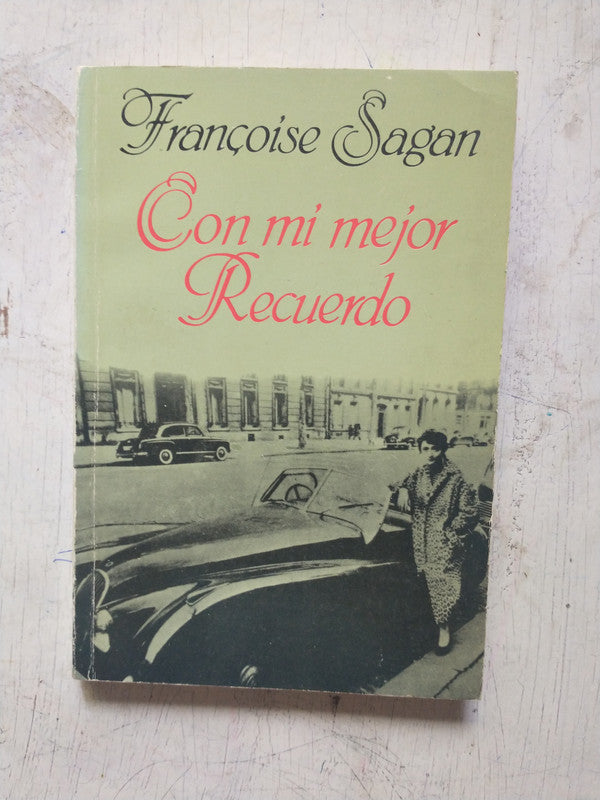 Françoise Sagan
Con mi mejor
Recuerdo